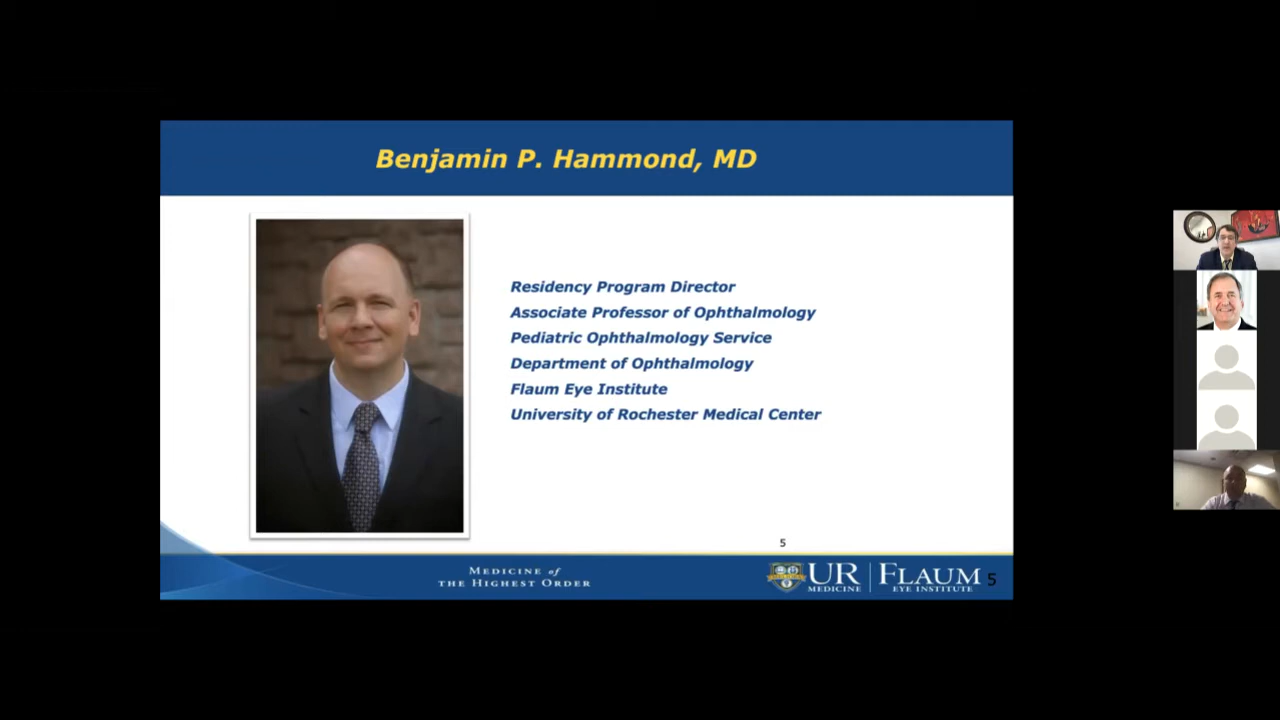 Benjamin P. Hammond, MD
Residency Program Director
Associate Professor of Ophthalmology
Pediatric Ophthalmology Service
Department of Ophthalmology
Flaum Eye Institute
University of Rochester Medical Center
5
MEDICINE of
THE HIGHEST ORDER
UR
MEDICINE
FLAUM
EYE INSTITUTE
5